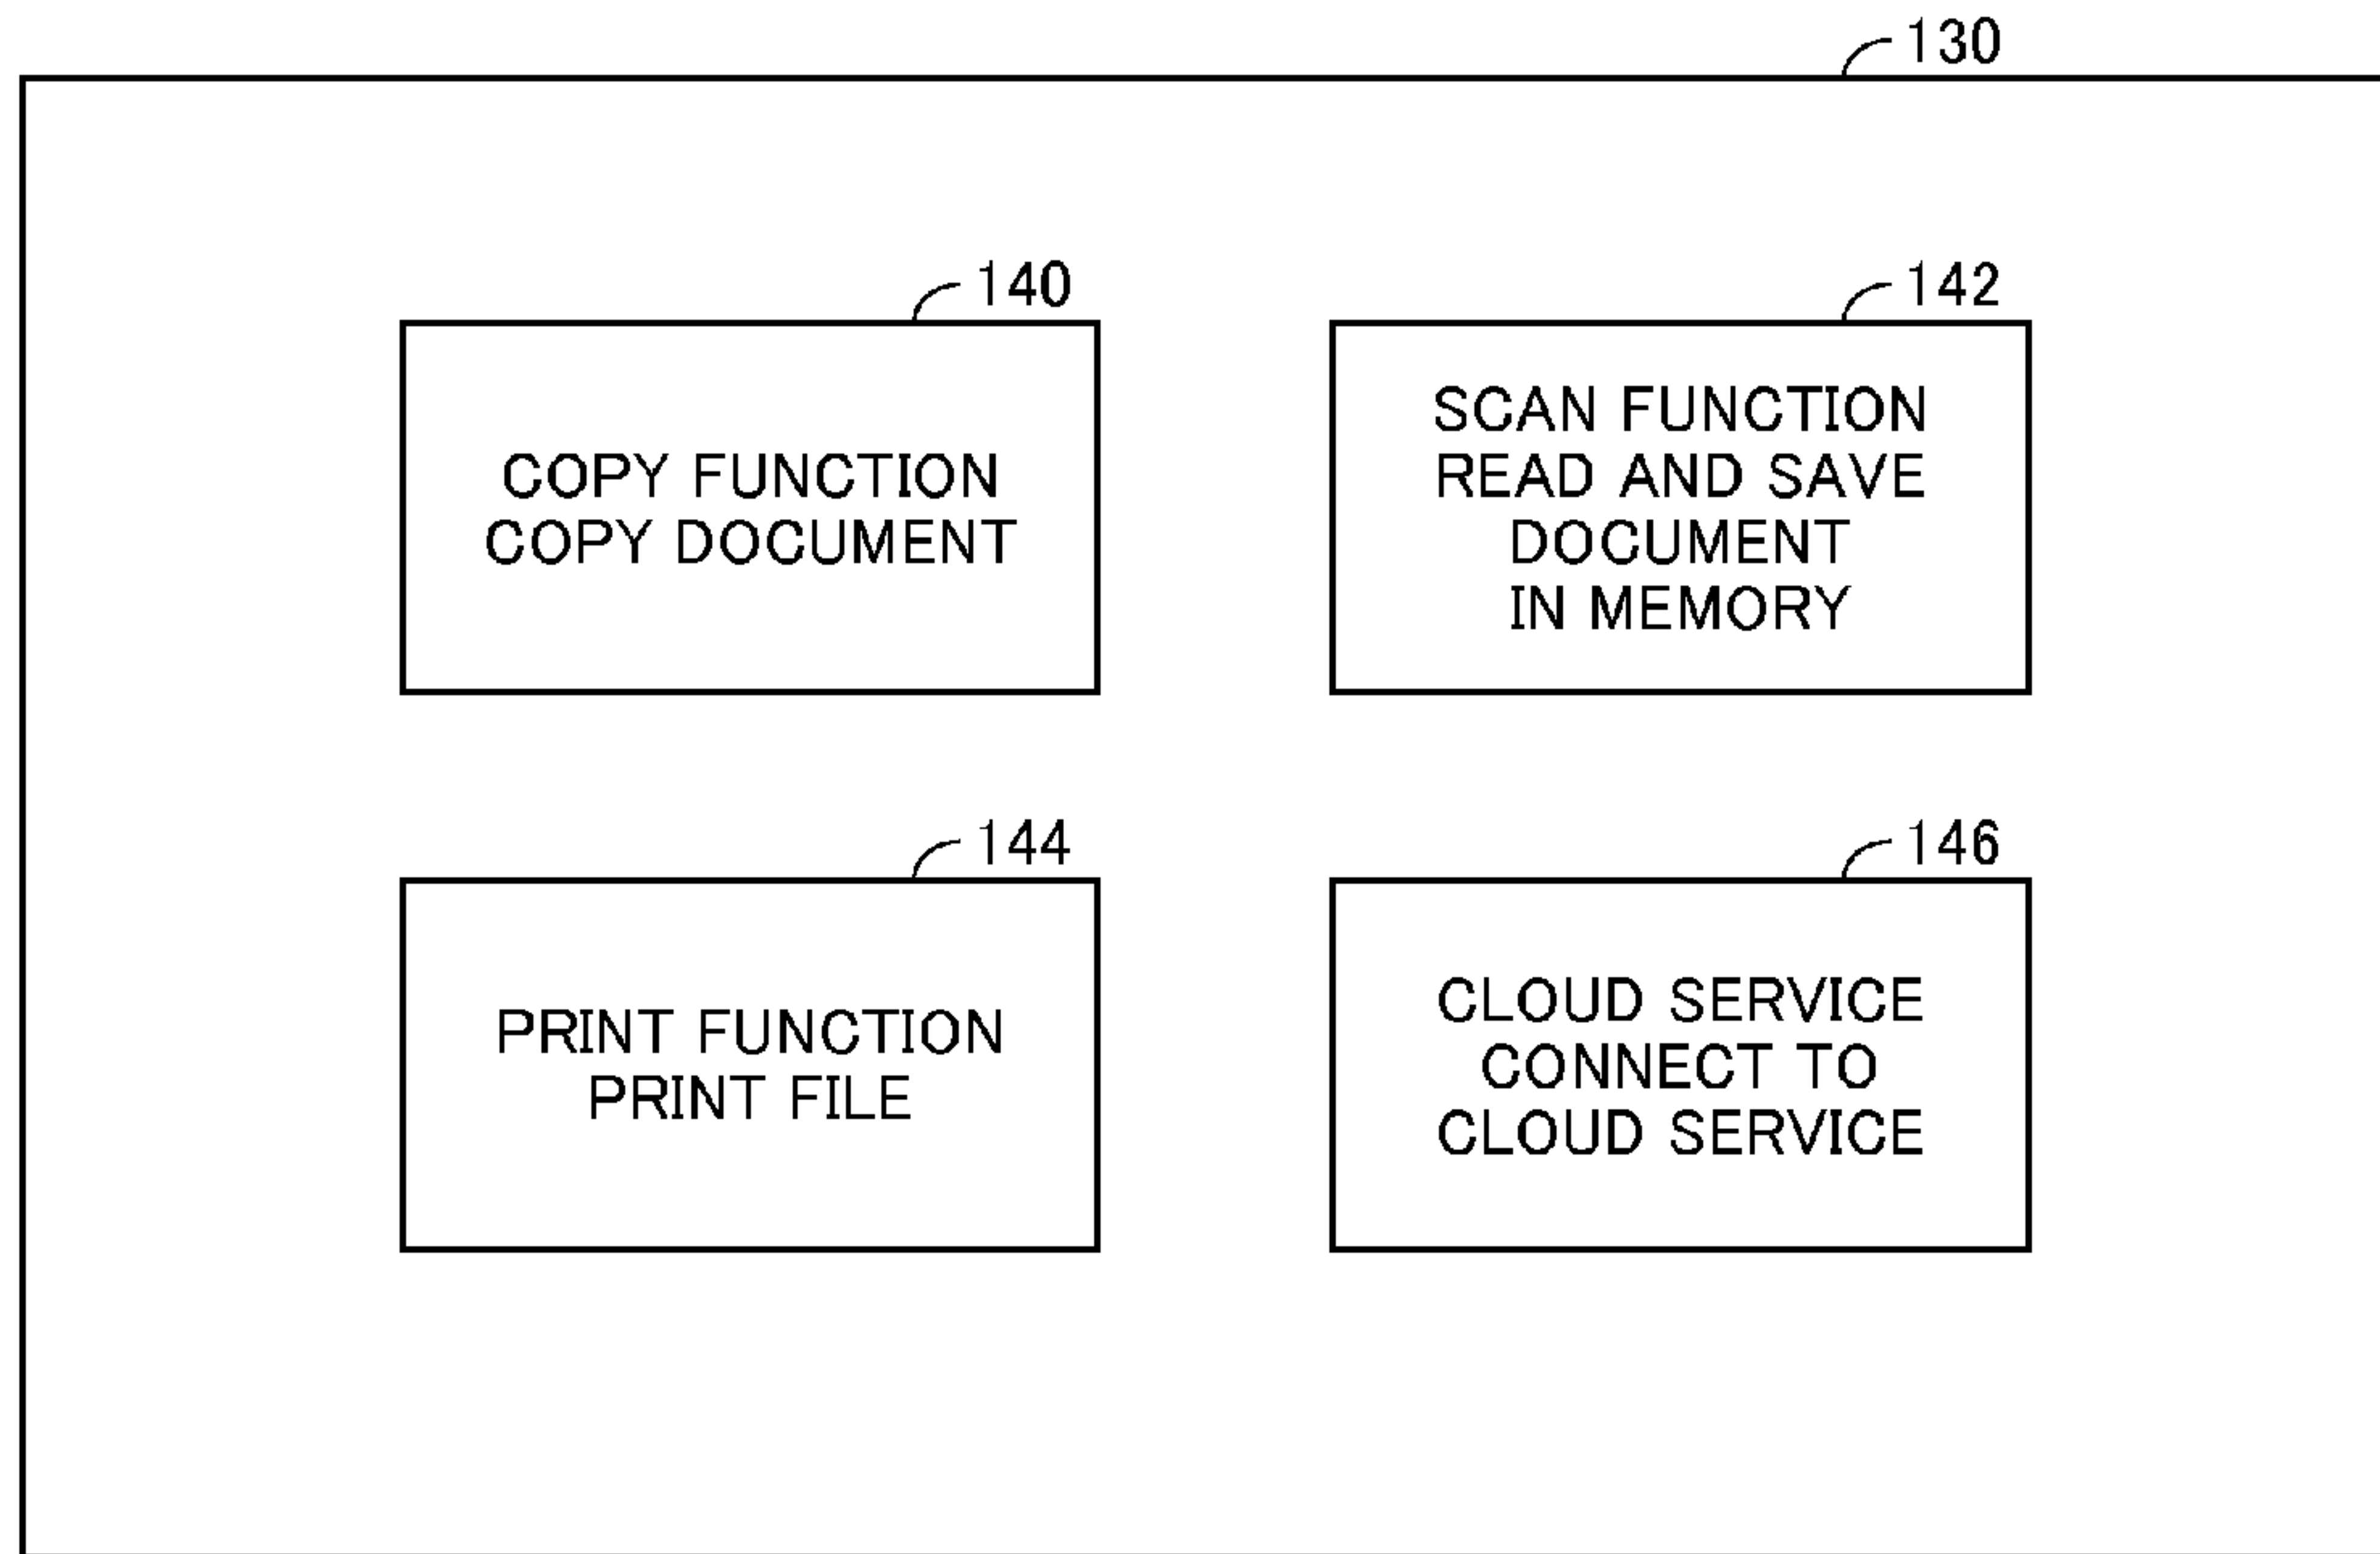 130
140
COPY FUNCTION
COPY DOCUMENT
142
SCAN FUNCTION
READ AND SAVE
DOCUMENT
IN MEMORY
144
PRINT FUNCTION
PRINT FILE
146
CLOUD SERVICE
CONNECT TO
CLOUD SERVICE